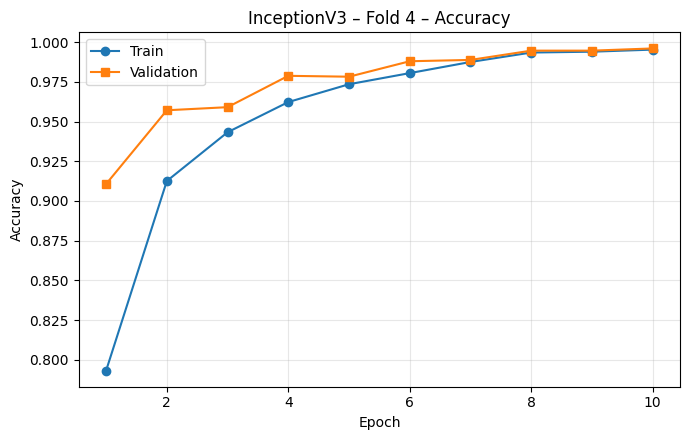 InceptionV3 – Fold 4 – Accuracy
Train
Validation
Accuracy
1.000
0.975
0.950
0.925
0.900
0.875
0.850
0.825
0.800
2 4 6 8 10
Epoch